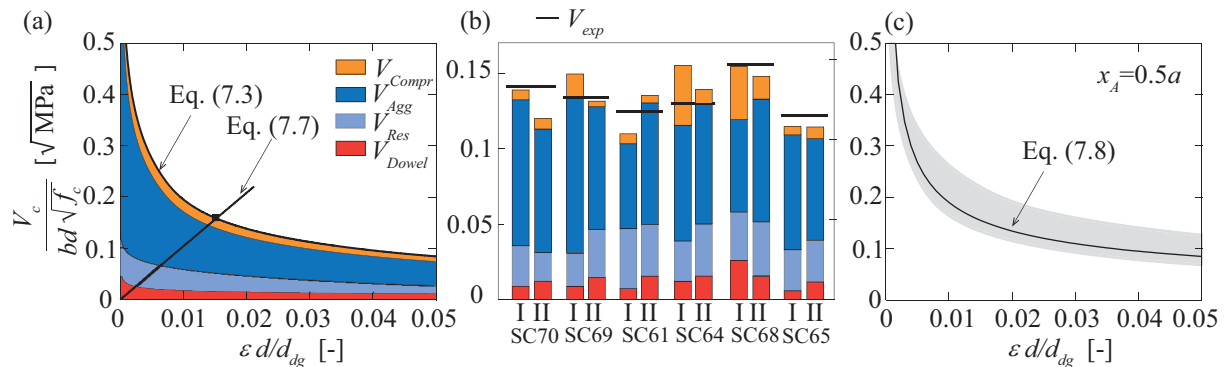 (a)
V_c / bd√f_c [√MPa]
0.5
0.4
0.3
0.2
0.1
0
0 0.01 0.02 0.03 0.04 0.05
ε d/d_dg [-]
Eq. (7.3)
Eq. (7.7)
V_Compr
V_Agg
V_Res
V_Dowel
(b)
V_exp
0.15
0.05
0
I II I II I II I II I II I II
SC70 SC69 SC61 SC64 SC68 SC65
(c)
0.5
0.4
0.3
0.2
0.1
0
x_A=0.5a
Eq. (7.8)
0 0.01 0.02 0.03 0.04 0.05
ε d/d_dg [-]